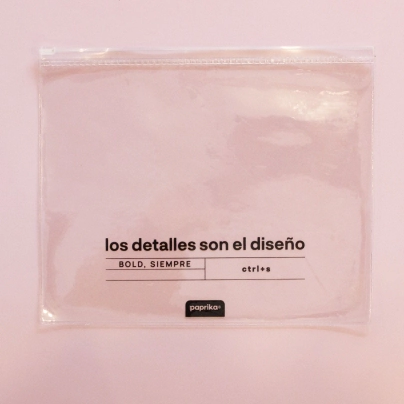 los detalles son el diseño
BOLD, SIEMPRE
ctrl+s
paprika